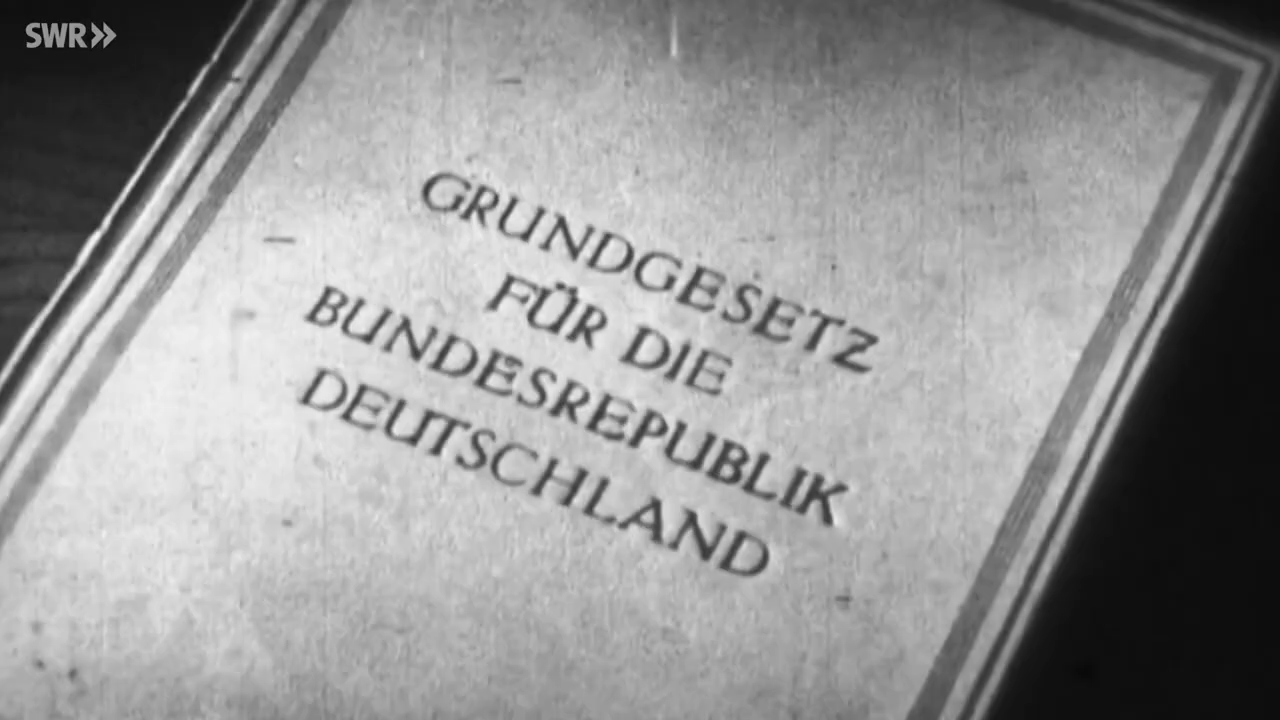 SWR»
GRUNDGESETZ
FÜR DIE
BUNDESREPUBLIK
DEUTSCHLAND